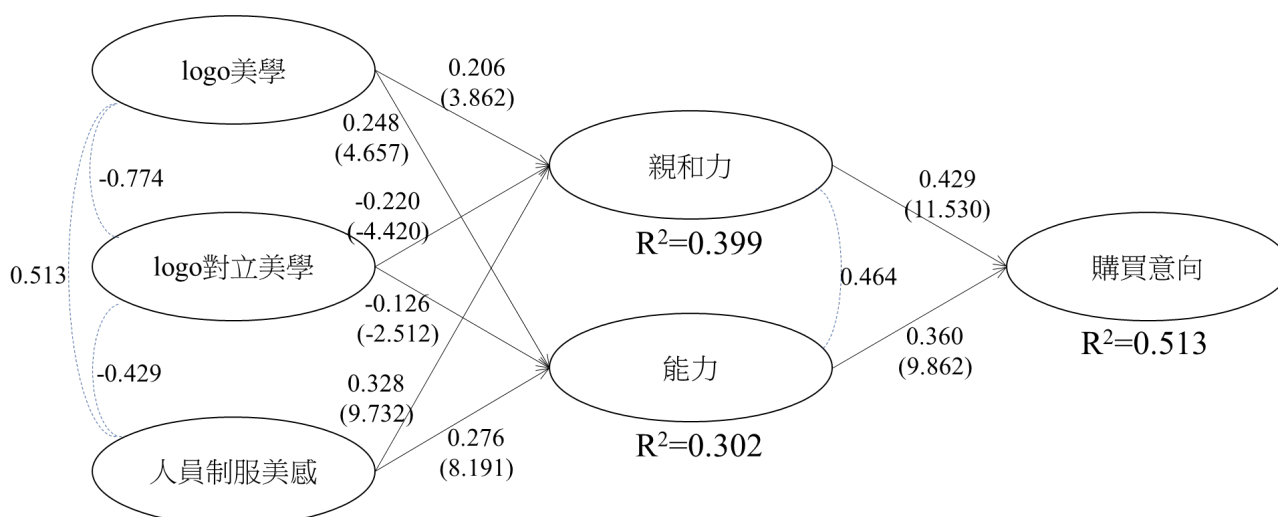 logo美學
0.206
(3.862)
0.248
(4.657)
親和力
-0.774
0.429
(11.530)
-0.220
(-4.420)
R²=0.399
logo對立美學
0.513
0.464
購買意向
-0.126
(-2.512)
0.360
(9.862)
R²=0.513
-0.429
能力
0.328
(9.732)
0.276
(8.191)
R²=0.302
人員制服美感